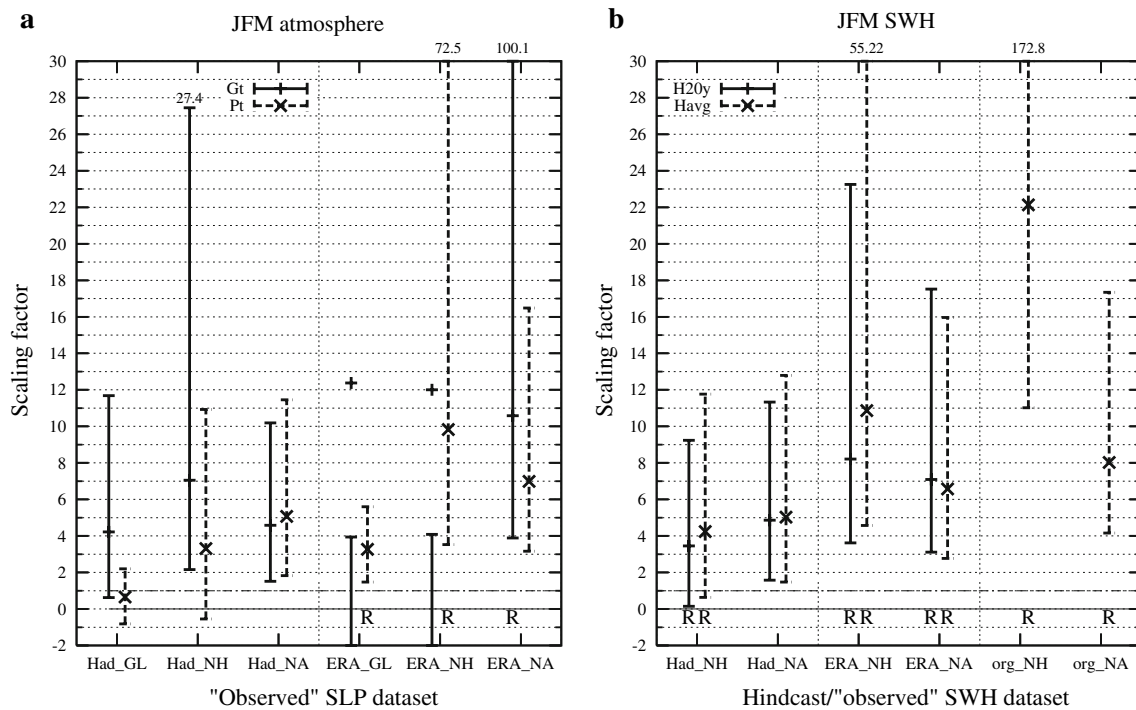 a
JFM atmosphere
72.5 100.1
30
28
26
24
22
20
18
16
14
12
10
8
6
4
2
0
-2
27.4
Gt
Pt
R R R
Scaling factor
Had_GL Had_NH Had_NA ERA_GL ERA_NH ERA_NA
"Observed" SLP dataset
b
JFM SWH
55.22 172.8
30
28
26
24
22
20
18
16
14
12
10
8
6
4
2
0
-2
H20y
Havg
R R R R R R R R
Scaling factor
Had_NH Had_NA ERA_NH ERA_NA org_NH org_NA
Hindcast/"observed" SWH dataset